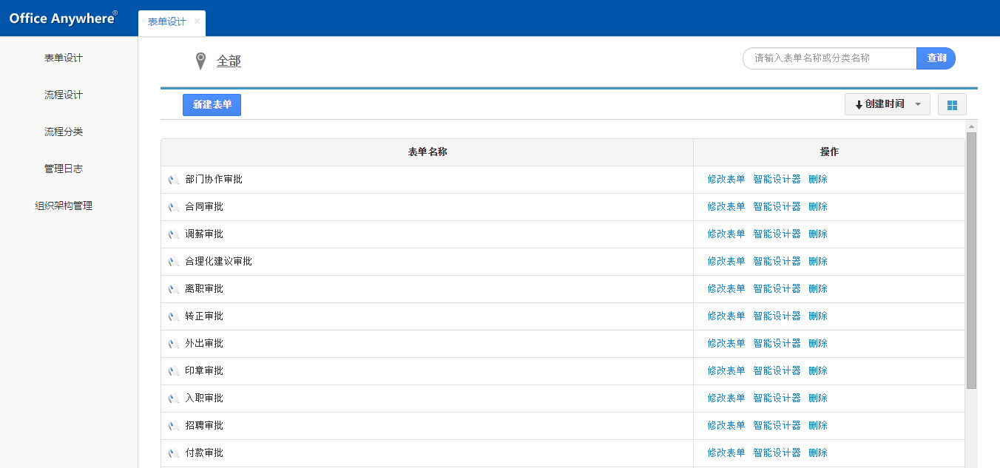 Office Anywhere®
表单设计 ×
表单设计
流程设计
流程分类
管理日志
组织架构管理
全部
请输入表单名称或分类名称 查询
新建表单 创建时间
表单名称 操作
部门协作审批 修改表单 智能设计器 删除
合同审批 修改表单 智能设计器 删除
调薪审批 修改表单 智能设计器 删除
合理化建议审批 修改表单 智能设计器 删除
离职审批 修改表单 智能设计器 删除
转正审批 修改表单 智能设计器 删除
外出审批 修改表单 智能设计器 删除
印章审批 修改表单 智能设计器 删除
入职审批 修改表单 智能设计器 删除
招聘审批 修改表单 智能设计器 删除
付款审批 修改表单 智能设计器 删除